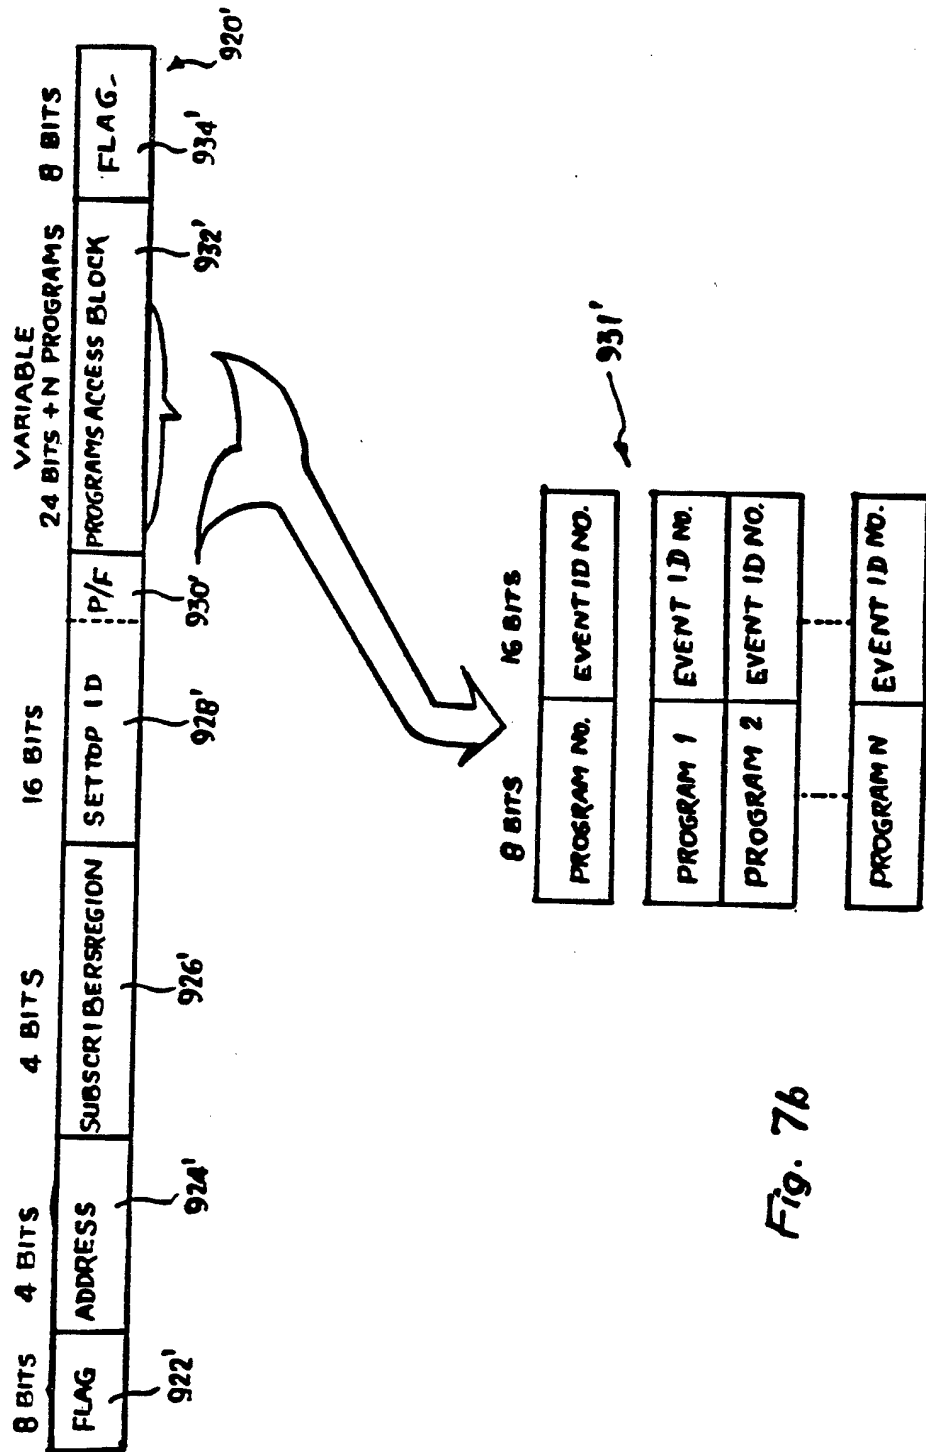 8 BITS 4 BITS 4 BITS 16 BITS VARIABLE
24 BITS + N PROGRAMS 8 BITS
FLAG ADDRESS SUBSCRIBERSREGION SETTOP ID P/F PROGRAMS ACCESS BLOCK FLAG
922' 924' 926' 928' 930' 932' 934' 920'
8 BITS 16 BITS
PROGRAM NO. EVENT ID NO. 931'
PROGRAM 1 EVENT ID NO.
PROGRAM 2 EVENT ID NO.
PROGRAM N EVENT ID NO.
Fig. 7b